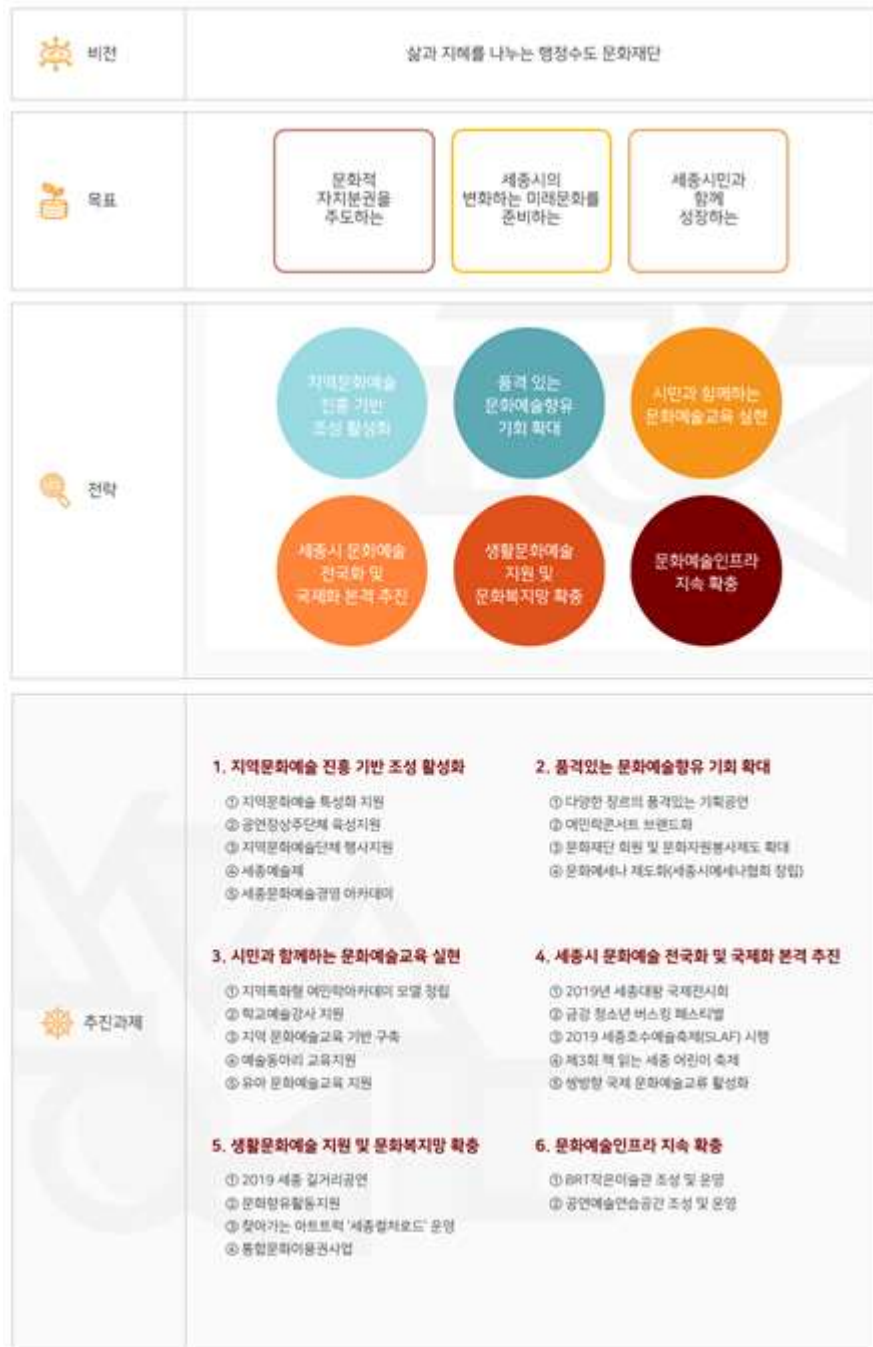 비전
삶과 지혜를 나누는 행정수도 문화재단
목표
문화적
자치분권을
주도하는
세종시의
변화하는 미래문화를
준비하는
세종시민과
함께
성장하는
전략
지역문화예술
진흥 기반
조성 활성화
품격 있는
문화예술향유
기회 확대
시민과 함께하는
문화예술교육 실현
세종시 문화예술
전국화 및
국제화 본격 추진
생활문화예술
지원 및
문화복지망 확충
문화예술인프라
지속 확충
추진과제
1. 지역문화예술 진흥 기반 조성 활성화
① 지역문화예술 특성화 지원
② 공연장상주단체 육성지원
③ 지역문화예술단체 행사지원
④ 세종예술제
⑤ 세종문화예술경영 아카데미
2. 품격있는 문화예술향유 기회 확대
① 다양한 장르의 품격있는 기획공연
② 여민락콘서트 브랜드화
③ 문화재단 회원 및 문화자원봉사제도 확대
④ 문화메세나 제도화(세종시메세나협회 창립)
3. 시민과 함께하는 문화예술교육 실현
① 지역특화형 여민락아카데미 모델 정립
② 학교예술강사 지원
③ 지역 문화예술교육 기반 구축
④ 예술동아리 교육지원
⑤ 유아 문화예술교육 지원
4. 세종시 문화예술 전국화 및 국제화 본격 추진
① 2019년 세종대왕 국제전시회
② 금강 청소년 버스킹 페스티벌
③ 2019 세종호수예술축제(SLAF) 시행
④ 제3회 책 읽는 세종 어린이 축제
⑤ 쌍방향 국제 문화예술교류 활성화
5. 생활문화예술 지원 및 문화복지망 확충
① 2019 세종 길거리공연
② 문화향유활동지원
③ 찾아가는 아트트럭 '세종컬처로드' 운영
④ 통합문화이용권사업
6. 문화예술인프라 지속 확충
① BRT작은미술관 조성 및 운영
② 공연예술연습공간 조성 및 운영